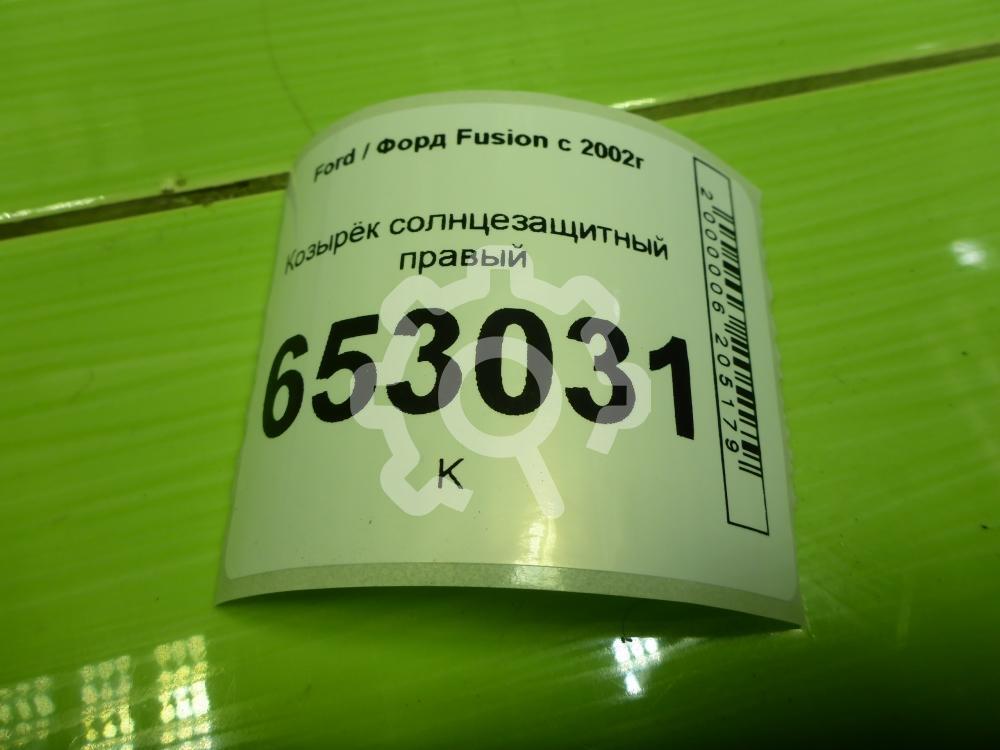 Ford / Форд Fusion с 2002г
Козырёк солнцезащитный
правый
653031
К
2000006205179